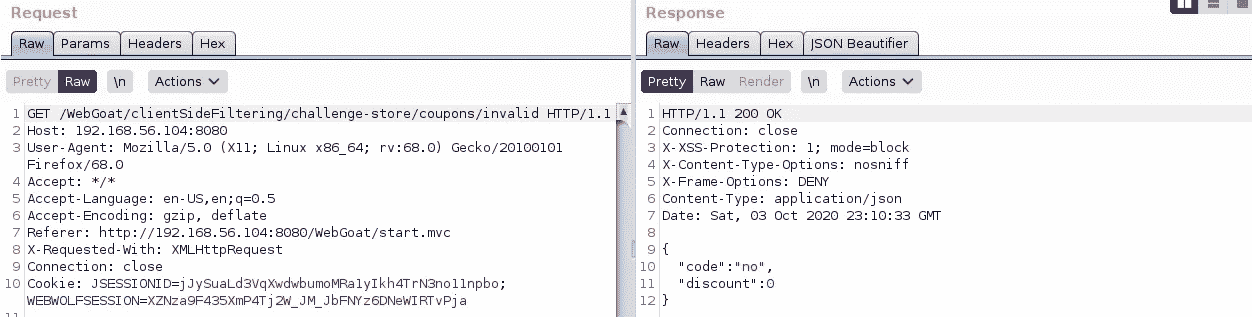 Request
Raw Params Headers Hex
Pretty Raw \n Actions
1 GET /WebGoat/clientSideFiltering/challenge-store/coupons/invalid HTTP/1.1
2 Host: 192.168.56.104:8080
3 User-Agent: Mozilla/5.0 (X11; Linux x86_64; rv:68.0) Gecko/20100101
Firefox/68.0
4 Accept: */*
5 Accept-Language: en-US,en;q=0.5
6 Accept-Encoding: gzip, deflate
7 Referer: http://192.168.56.104:8080/WebGoat/start.mvc
8 X-Requested-With: XMLHttpRequest
9 Connection: close
10 Cookie: JSESSIONID=jJySuaLd3VqXwdwbumoMRa1yIkh4TrN3no11npbo;
WEBWOLFSESSION=XZNza9F435XmP4Tj2W_JM_JbFNYz6DNeWIRTvPja
Response
Raw Headers Hex JSON Beautifier
Pretty Raw Render \n Actions
1 HTTP/1.1 200 OK
2 Connection: close
3 X-XSS-Protection: 1; mode=block
4 X-Content-Type-Options: nosniff
5 X-Frame-Options: DENY
6 Content-Type: application/json
7 Date: Sat, 03 Oct 2020 23:10:33 GMT
8
9 {
10 "code":"no",
11 "discount":0
12 }